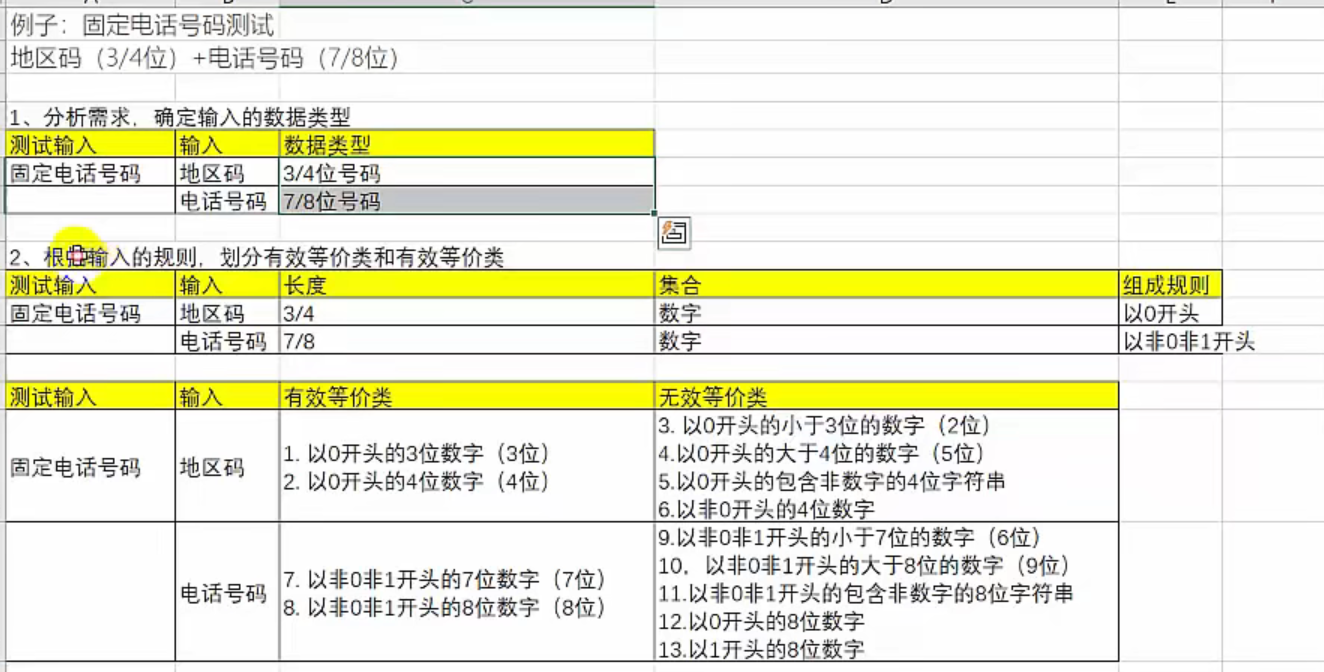 例子：固定电话号码测试
地区码（3/4位）+电话号码（7/8位）
1、分析需求，确定输入的数据类型
测试输入 输入 数据类型
固定电话号码 地区码 3/4位号码
电话号码 7/8位号码
2、根据输入的规则，划分有效等价类和有效等价类
测试输入 输入 长度 集合 组成规则
固定电话号码 地区码 3/4 数字 以0开头
电话号码 7/8 数字 以非0非1开头
测试输入 输入 有效等价类 无效等价类
固定电话号码 地区码
1. 以0开头的3位数字（3位）
2. 以0开头的4位数字（4位）
3. 以0开头的小于3位的数字（2位）
4.以0开头的大于4位的数字（5位）
5.以0开头的包含非数字的4位字符串
6.以非0开头的4位数字
电话号码
7. 以非0非1开头的7位数字（7位）
8. 以非0非1开头的8位数字（8位）
9.以非0非1开头的小于7位的数字（6位）
10，以非0非1开头的大于8位的数字（9位）
11.以非0非1开头的包含非数字的8位字符串
12.以0开头的8位数字
13.以1开头的8位数字